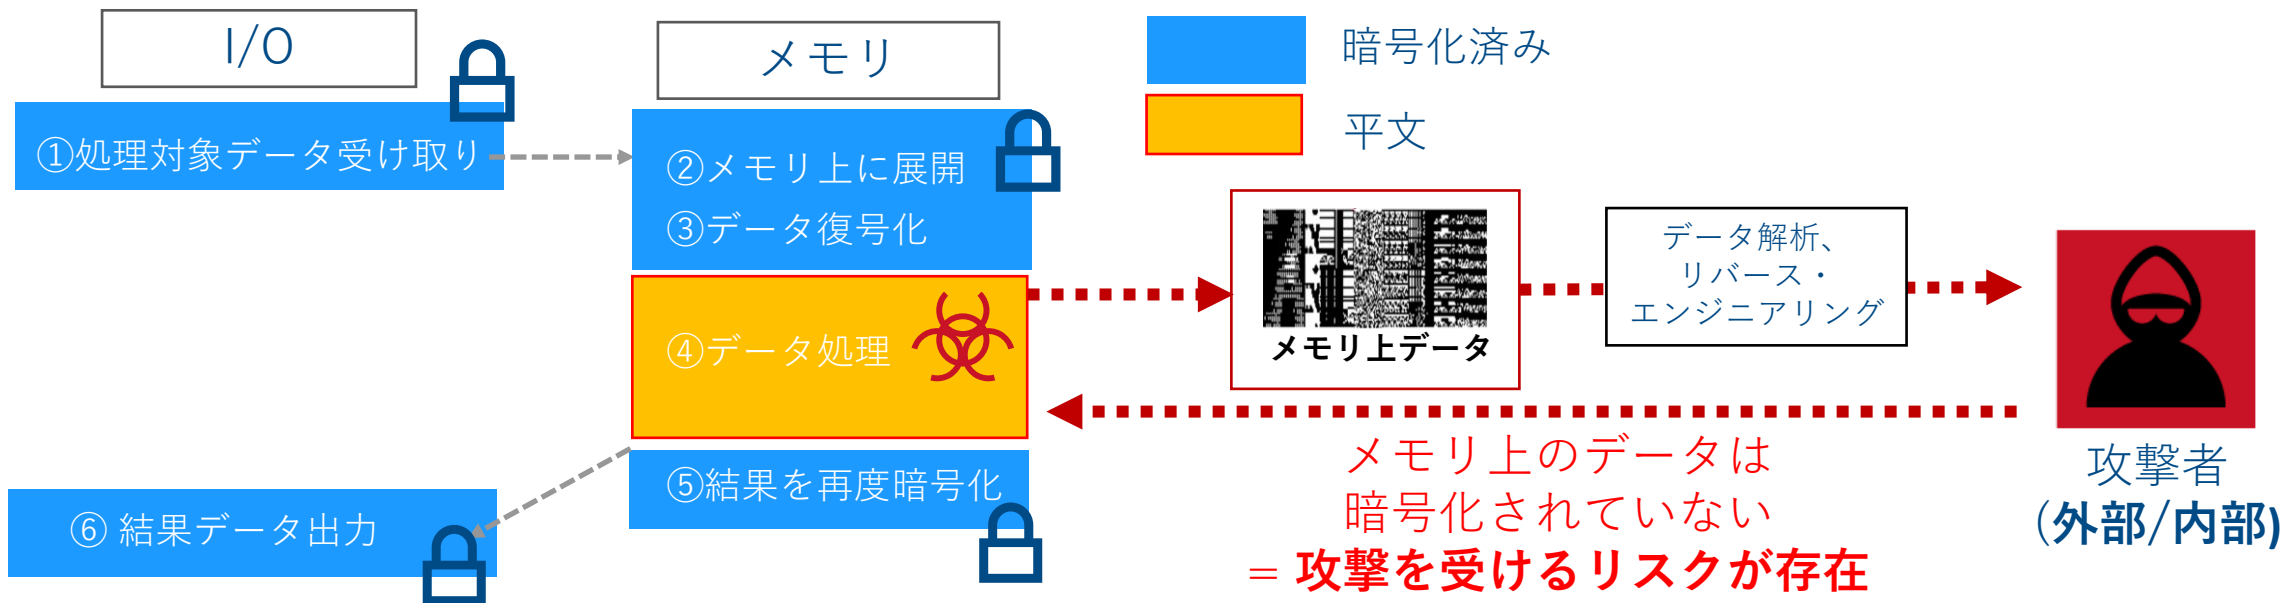 I/O
①処理対象データ受け取り
メモリ
②メモリ上に展開
③データ復号化
④データ処理
⑤結果を再度暗号化
⑥ 結果データ出力
暗号化済み
平文
メモリ上データ
データ解析、
リバース・
エンジニアリング
メモリ上のデータは
暗号化されていない
= 攻撃を受けるリスクが存在
攻撃者
(外部/内部)